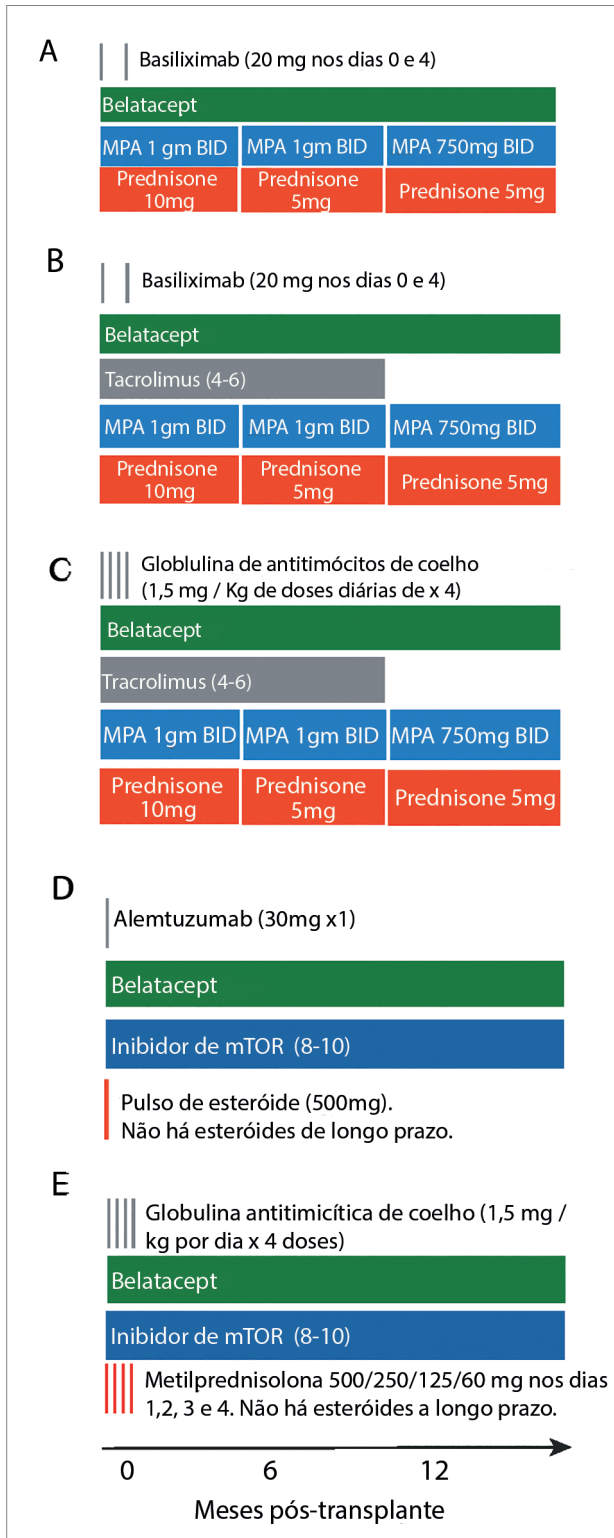 A
Basiliximab (20 mg nos dias 0 e 4)
Belatacept
MPA 1 gm BID MPA 1gm BID MPA 750mg BID
Prednisone 10mg Prednisone 5mg Prednisone 5mg
B
Basiliximab (20 mg nos dias 0 e 4)
Belatacept
Tacrolimus (4-6)
MPA 1gm BID MPA 1gm BID MPA 750mg BID
Prednisone 10mg Prednisone 5mg Prednisone 5mg
C
Globlulina de antitimócitos de coelho
(1,5 mg / Kg de doses diárias de x 4)
Belatacept
Tracrolimus (4-6)
MPA 1gm BID MPA 1gm BID MPA 750mg BID
Prednisone 10mg Prednisone 5mg Prednisone 5mg
D
Alemtuzumab (30mg x1)
Belatacept
Inibidor de mTOR (8-10)
Pulso de esteróide (500mg).
Não há esteróides de longo prazo.
E
Globulina antitimicítica de coelho (1,5 mg /
kg por dia x 4 doses)
Belatacept
Inibidor de mTOR (8-10)
Metilprednisolona 500/250/125/60 mg nos dias
1,2, 3 e 4. Não há esteróides a longo prazo.
0 6 12
Meses pós-transplante